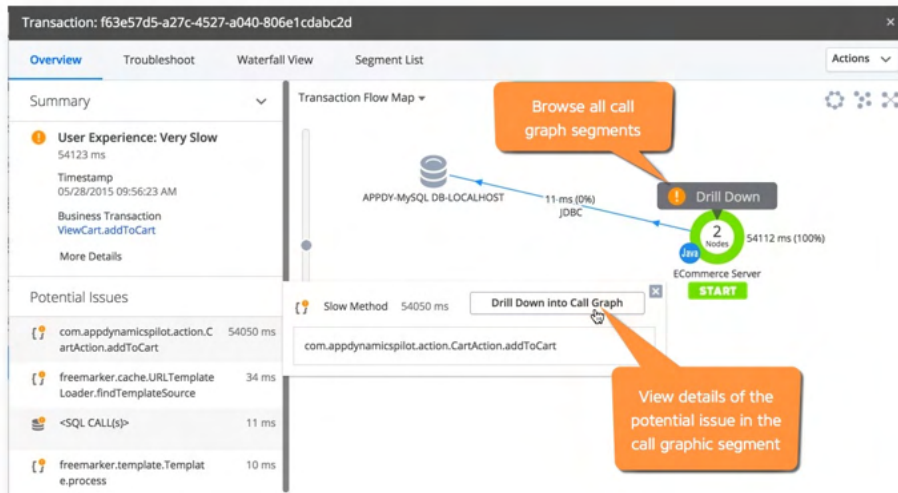 Transaction: f63e57d5-a27c-4527-a040-806e1cdabc2d
×
Overview
Troubleshoot
Waterfall View
Segment List
Actions
Summary
User Experience: Very Slow
54123 ms
Timestamp
05/28/2015 09:56:23 AM
Business Transaction
ViewCart.addToCart
More Details
Potential Issues
com.appdynamicspilot.action.C
artAction.addToCart
54050 ms
freemarker.cache.URLTemplate
Loader.findTemplateSource
34 ms
<SQL CALL(s)>
11 ms
freemarker.template.Templat
e.process
10 ms
Transaction Flow Map
Browse all call
graph segments
APPDY-MySQL DB-LOCALHOST
11 ms (0%)
JDBC
Drill Down
2
Nodes
Java
54112 ms (100%)
ECommerce Server
START
Slow Method 54050 ms
Drill Down into Call Graph
com.appdynamicspilot.action.CartAction.addToCart
View details of the
potential issue in the
call graphic segment